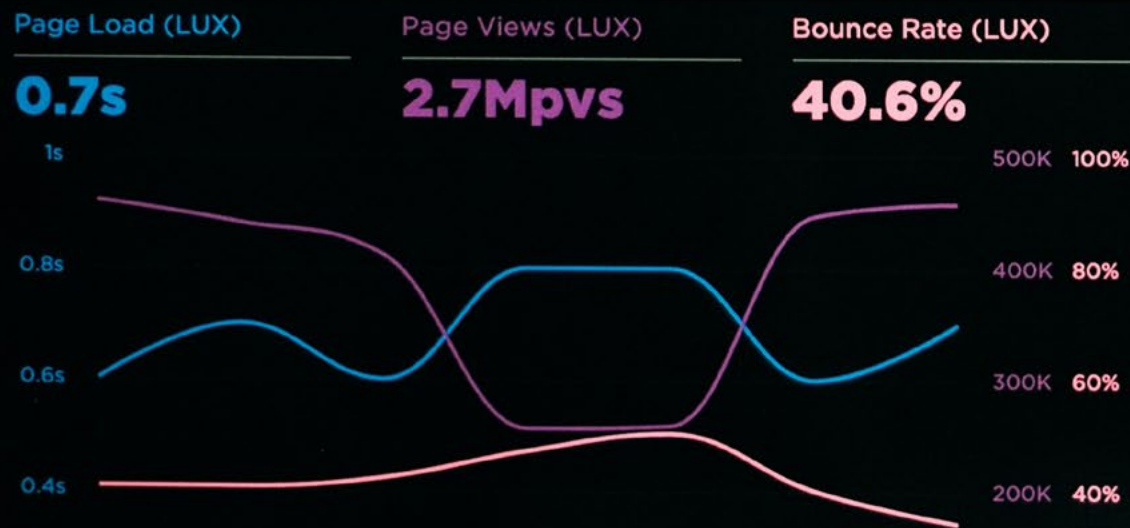 Page Load (LUX)
0.7s
Page Views (LUX)
2.7Mpvs
Bounce Rate (LUX)
40.6%
1s
500K 100%
0.8s
400K 80%
0.6s
300K 60%
0.4s
200K 40%